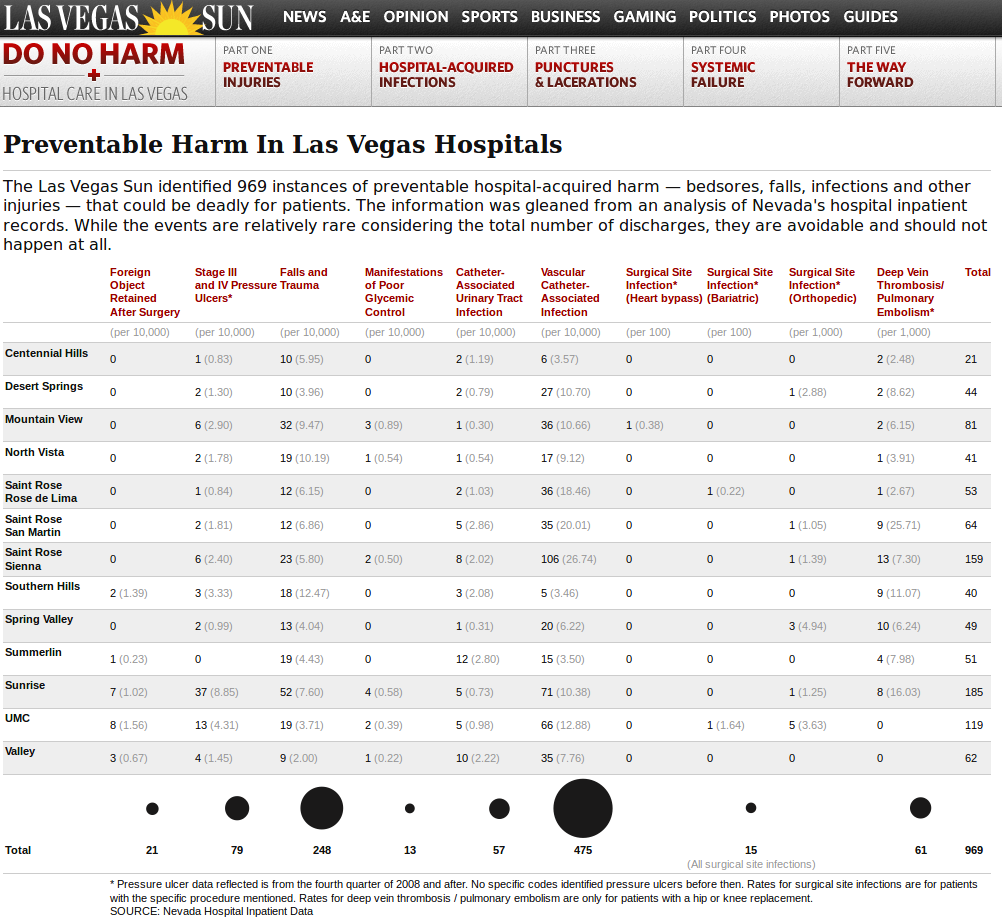 LAS VEGAS SUN NEWS A&E OPINION SPORTS BUSINESS GAMING POLITICS PHOTOS GUIDES
DO NO HARM
HOSPITAL CARE IN LAS VEGAS
PART ONE
PREVENTABLE
INJURIES
PART TWO
HOSPITAL-ACQUIRED
INFECTIONS
PART THREE
PUNCTURES
& LACERATIONS
PART FOUR
SYSTEMIC
FAILURE
PART FIVE
THE WAY
FORWARD
Preventable Harm In Las Vegas Hospitals
The Las Vegas Sun identified 969 instances of preventable hospital-acquired harm — bedsores, falls, infections and other
injuries — that could be deadly for patients. The information was gleaned from an analysis of Nevada's hospital inpatient
records. While the events are relatively rare considering the total number of discharges, they are avoidable and should not
happen at all.
Foreign
Object
Retained
After Surgery
Stage III
and IV Pressure
Ulcers*
Falls and
Trauma
Manifestations
of Poor
Glycemic
Control
Catheter-
Associated
Urinary Tract
Infection
Vascular
Catheter-
Associated
Infection
Surgical Site
Infection*
(Heart bypass)
Surgical Site
Infection*
(Bariatric)
Surgical Site
Infection*
(Orthopedic)
Deep Vein
Thrombosis/
Pulmonary
Embolism*
Total
(per 10,000) (per 10,000) (per 10,000) (per 10,000) (per 10,000) (per 10,000) (per 100) (per 100) (per 1,000) (per 1,000)
Centennial Hills 0 1 (0.83) 10 (5.95) 0 2 (1.19) 6 (3.57) 0 0 0 2 (2.48) 21
Desert Springs 0 2 (1.30) 10 (3.96) 0 2 (0.79) 27 (10.70) 0 0 1 (2.88) 2 (8.62) 44
Mountain View 0 6 (2.90) 32 (9.47) 3 (0.89) 1 (0.30) 36 (10.66) 1 (0.38) 0 0 2 (6.15) 81
North Vista 0 2 (1.78) 19 (10.19) 1 (0.54) 1 (0.54) 17 (9.12) 0 0 0 1 (3.91) 41
Saint Rose
Rose de Lima 0 1 (0.84) 12 (6.15) 0 2 (1.03) 36 (18.46) 0 1 (0.22) 0 1 (2.67) 53
Saint Rose
San Martin 0 2 (1.81) 12 (6.86) 0 5 (2.86) 35 (20.01) 0 0 1 (1.05) 9 (25.71) 64
Saint Rose
Sienna 0 6 (2.40) 23 (5.80) 2 (0.50) 8 (2.02) 106 (26.74) 0 0 1 (1.39) 13 (7.30) 159
Southern Hills 2 (1.39) 3 (3.33) 18 (12.47) 0 3 (2.08) 5 (3.46) 0 0 0 9 (11.07) 40
Spring Valley 0 2 (0.99) 13 (4.04) 0 1 (0.31) 20 (6.22) 0 0 3 (4.94) 10 (6.24) 49
Summerlin 1 (0.23) 0 19 (4.43) 0 12 (2.80) 15 (3.50) 0 0 0 4 (7.98) 51
Sunrise 7 (1.02) 37 (8.85) 52 (7.60) 4 (0.58) 5 (0.73) 71 (10.38) 0 0 1 (1.25) 8 (16.03) 185
UMC 8 (1.56) 13 (4.31) 19 (3.71) 2 (0.39) 5 (0.98) 66 (12.88) 0 1 (1.64) 5 (3.63) 0 119
Valley 3 (0.67) 4 (1.45) 9 (2.00) 1 (0.22) 10 (2.22) 35 (7.76) 0 0 0 0 62
Total 21 79 248 13 57 475 15 61 969
(All surgical site infections)
* Pressure ulcer data reflected is from the fourth quarter of 2008 and after. No specific codes identified pressure ulcers before then. Rates for surgical site infections are for patients
with the specific procedure mentioned. Rates for deep vein thrombosis / pulmonary embolism are only for patients with a hip or knee replacement.
SOURCE: Nevada Hospital Inpatient Data